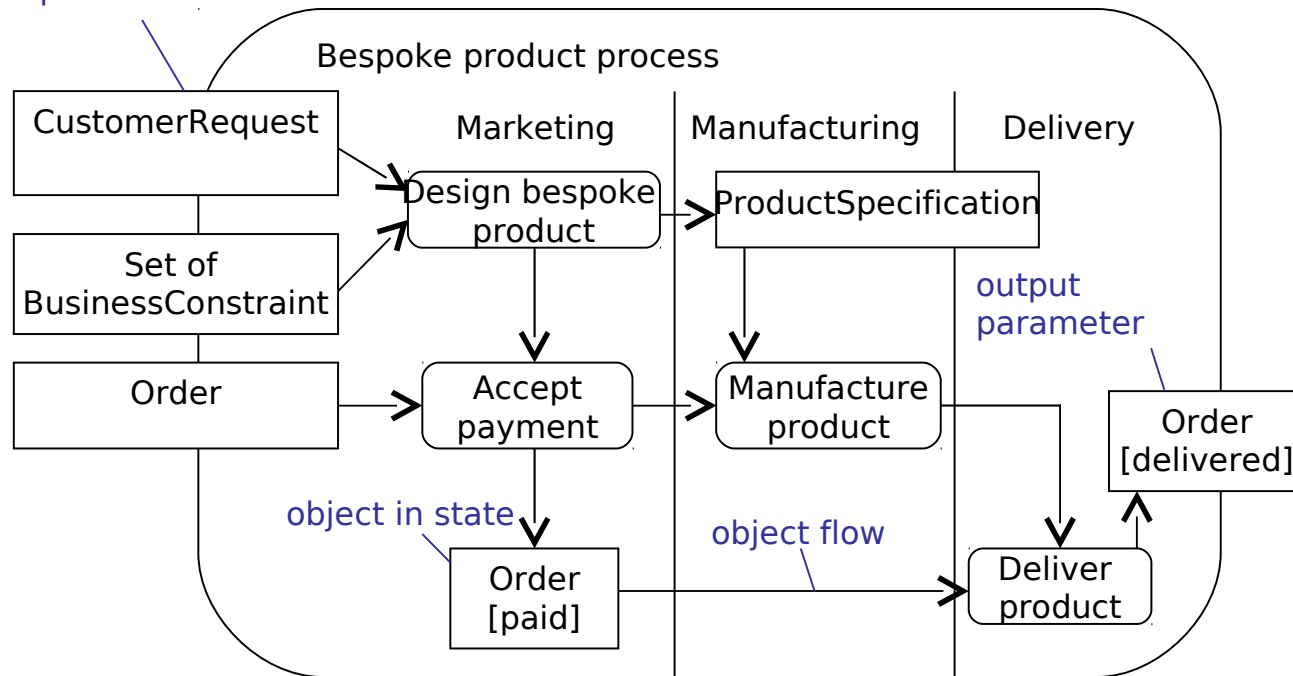 Bespoke product process
CustomerRequest
Marketing
Manufacturing
Delivery
Design bespoke
product
ProductSpecification
Set of
BusinessConstraint
output
parameter
Order
Accept
payment
Manufacture
product
Order
[delivered]
object in state
object flow
Order
[paid]
Deliver
product